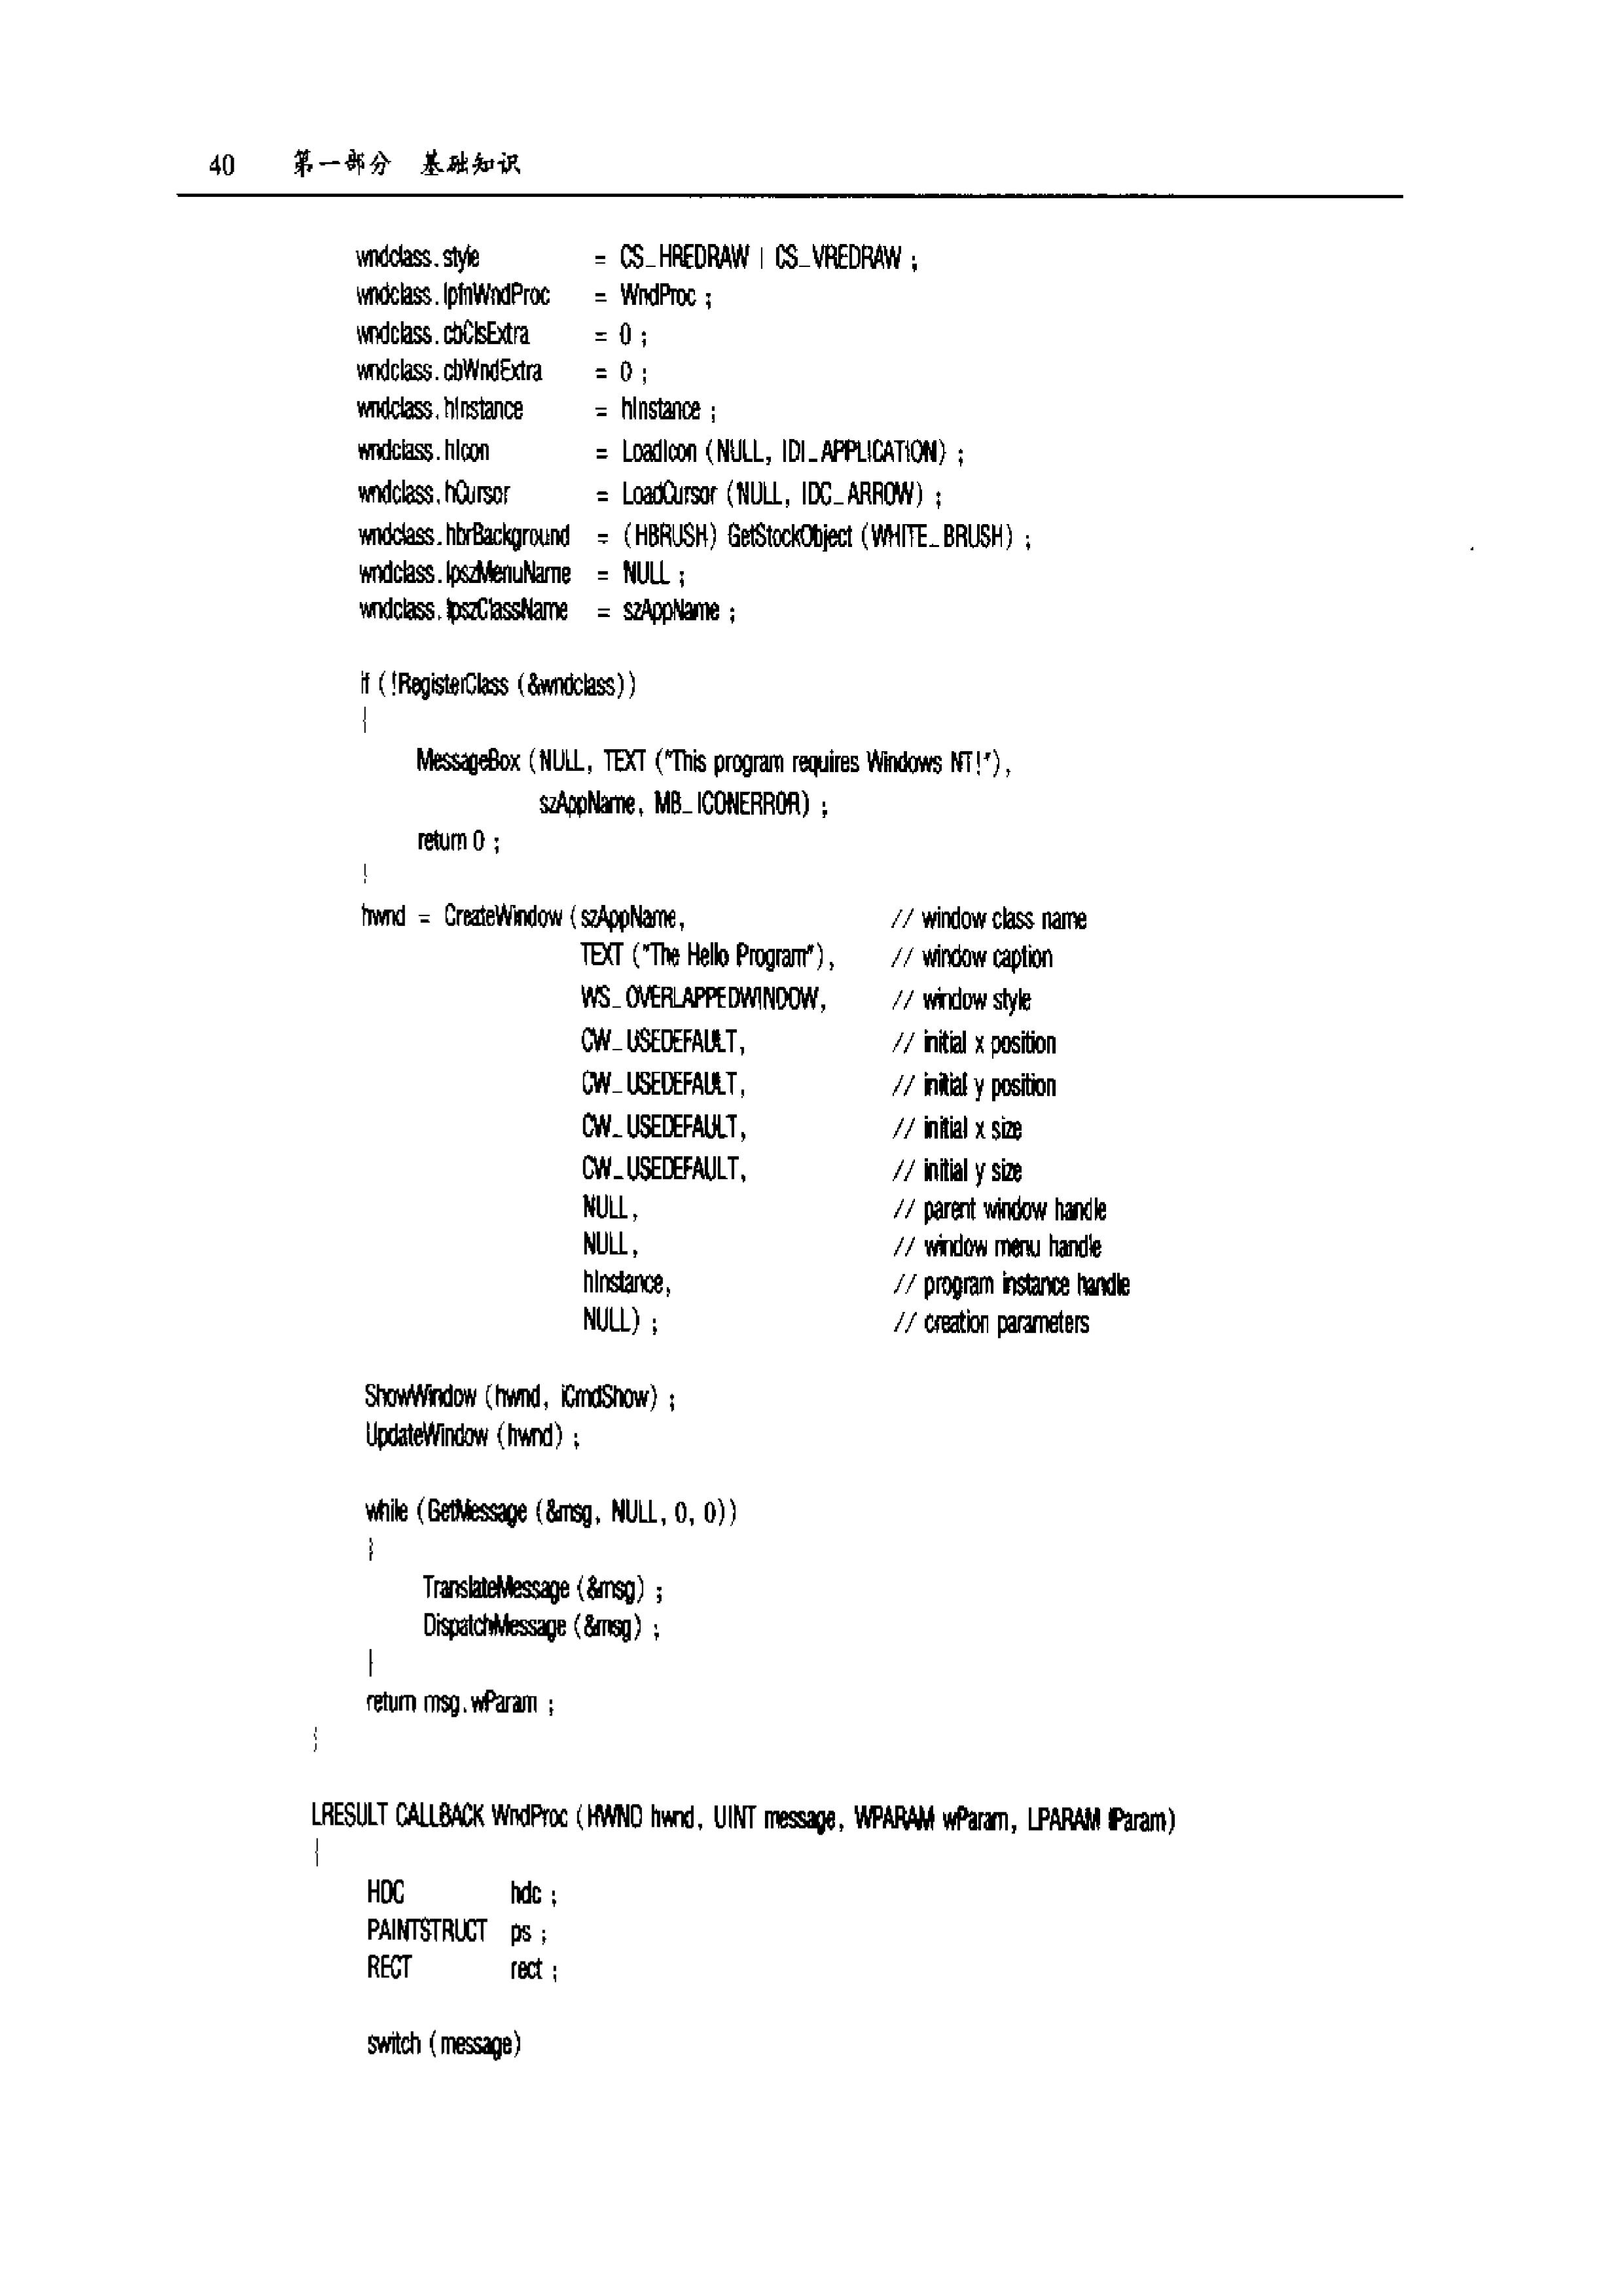 40 第一部分 基础知识
wndclass.style = CS_HREDRAW | CS_VREDRAW ;
wndclass.lpfnWndProc = WndProc ;
wndclass.cbClsExtra = 0 ;
wndclass.cbWndExtra = 0 ;
wndclass.hInstance = hInstance ;
wndclass.hIcon = LoadIcon (NULL, IDI_APPLICATION) ;
wndclass.hCursor = LoadCursor (NULL, IDC_ARROW) ;
wndclass.hbrBackground = (HBRUSH) GetStockObject (WHITE_BRUSH) ;
wndclass.lpszMenuName = NULL ;
wndclass.lpszClassName = szAppName ;
if (!RegisterClass (&wndclass))
{
MessageBox (NULL, TEXT ("This program requires Windows NT!"),
szAppName, MB_ICONERROR) ;
return 0 ;
}
hwnd = CreateWindow (szAppName, // window class name
TEXT ("The Hello Program"), // window caption
WS_OVERLAPPEDWINDOW, // window style
CW_USEDEFAULT, // initial x position
CW_USEDEFAULT, // initial y position
CW_USEDEFAULT, // initial x size
CW_USEDEFAULT, // initial y size
NULL, // parent window handle
NULL, // window menu handle
hInstance, // program instance handle
NULL) ; // creation parameters
ShowWindow (hwnd, iCmdShow) ;
UpdateWindow (hwnd) ;
while (GetMessage (&msg, NULL, 0, 0))
{
TranslateMessage (&msg) ;
DispatchMessage (&msg) ;
}
return msg.wParam ;
}
LRESULT CALLBACK WndProc (HWND hwnd, UINT message, WPARAM wParam, LPARAM lParam)
{
HDC hdc ;
PAINTSTRUCT ps ;
RECT rect ;
switch (message)